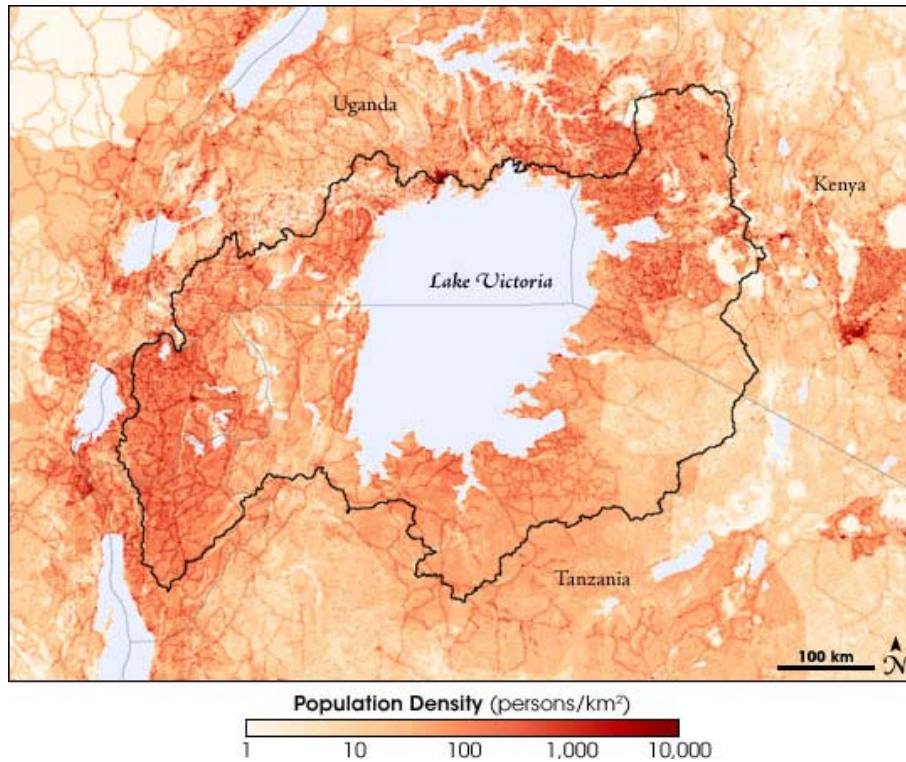 Uganda
Kenya
Lake Victoria
Tanzania
100 km
N
Population Density (persons/km²)
1 10 100 1,000 10,000